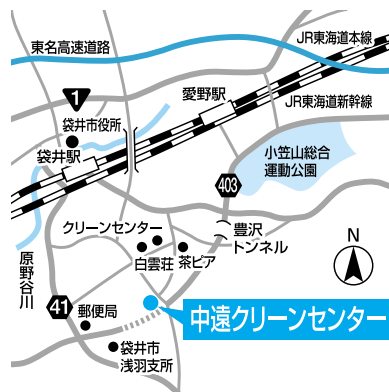 JR東海道本線
東名高速道路
愛野駅
JR東海道新幹線
1
袋井市役所
袋井駅
小笠山総合
運動公園
403
クリーンセンター
豊沢
トンネル
白雲荘
茶ピア
N
原野谷川
41
郵便局
中遠クリーンセンター
袋井市
浅羽支所